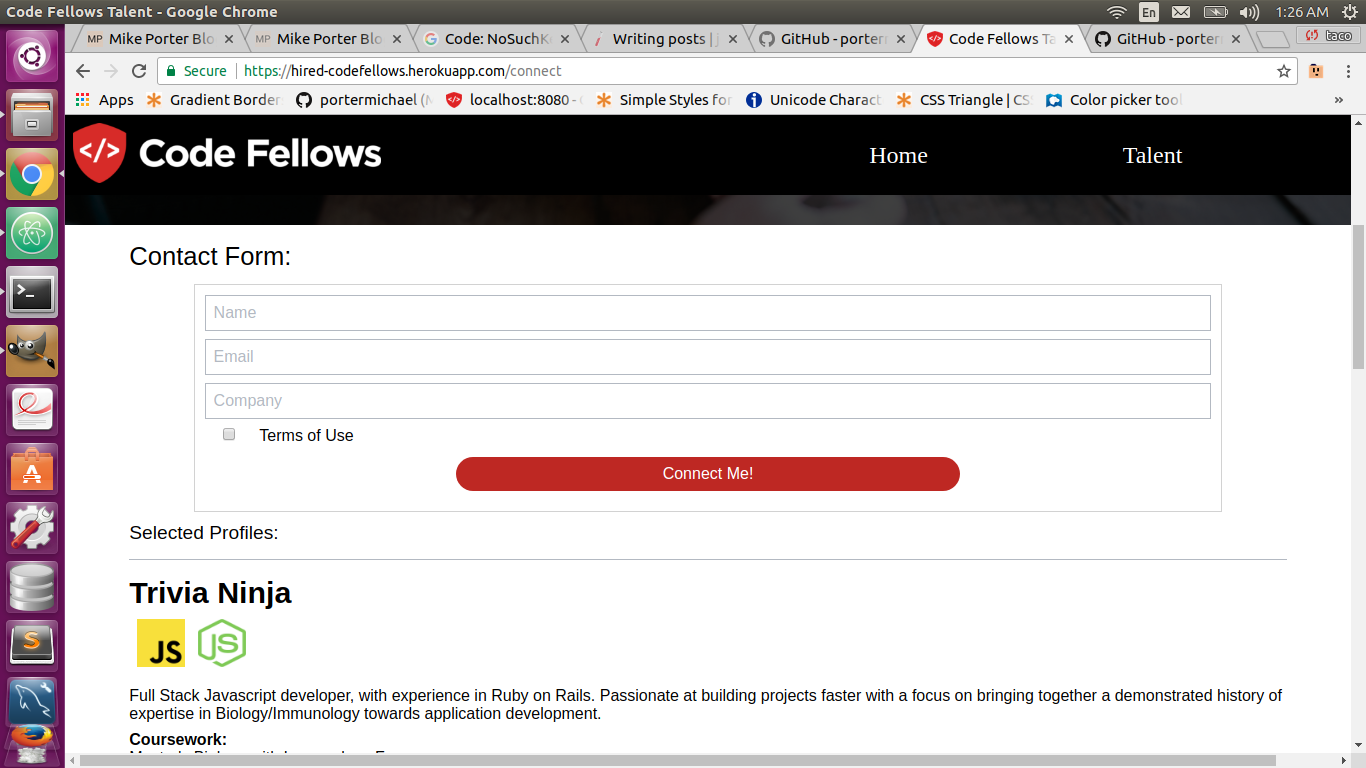 Code Fellows Talent - Google Chrome
En
1:26 AM
MP Mike Porter Blo
MP Mike Porter Blo
Code: NoSuchK
Writing posts | j
GitHub - porter
Code Fellows Ta
GitHub - porter
taco
Secure
https://hired-codefellows.herokuapp.com/connect
Apps
Gradient Border
portermichael (M
localhost:8080 -
Simple Styles for
Unicode Charact
CSS Triangle | CS
Color picker tool
»
</> Code Fellows
Home
Talent
Contact Form:
Name
Email
Company
Terms of Use
Connect Me!
Selected Profiles:
Trivia Ninja
JS
JS
Full Stack Javascript developer, with experience in Ruby on Rails. Passionate at building projects faster with a focus on bringing together a demonstrated history of
expertise in Biology/Immunology towards application development.
Coursework: